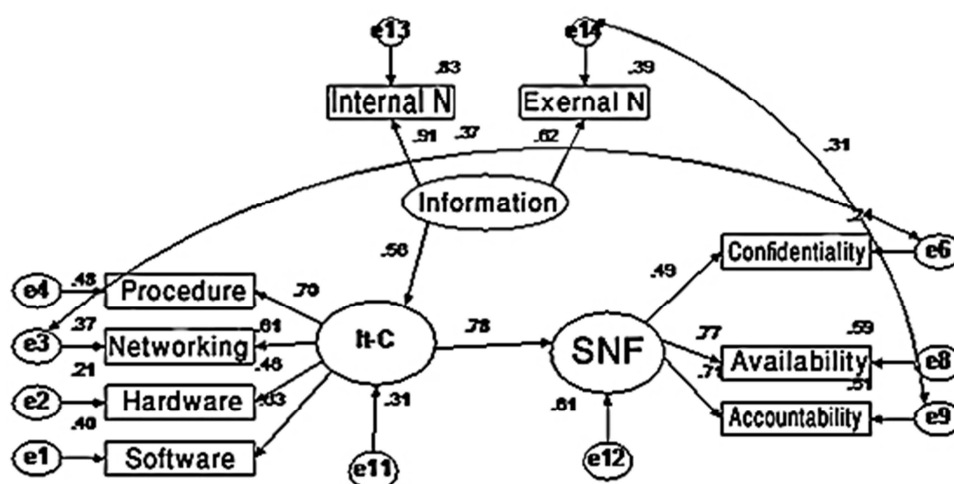 e13
e14
.83
.39
Internal N
Exernal N
.91
.37
.62
.31
Information
.24
Confidentiality
e6
.56
.49
e4
.48
Procedure
.70
.37
e3
Networking
.61
It-C
.78
SNF
.77
.59
Availability
e8
.46
.71
.51
.21
e2
Hardware
.63
.31
.61
Accountability
e9
.40
e1
Software
e11
e12